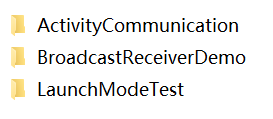 ActivityCommunication
BroadcastReceiverDemo
LaunchModeTest